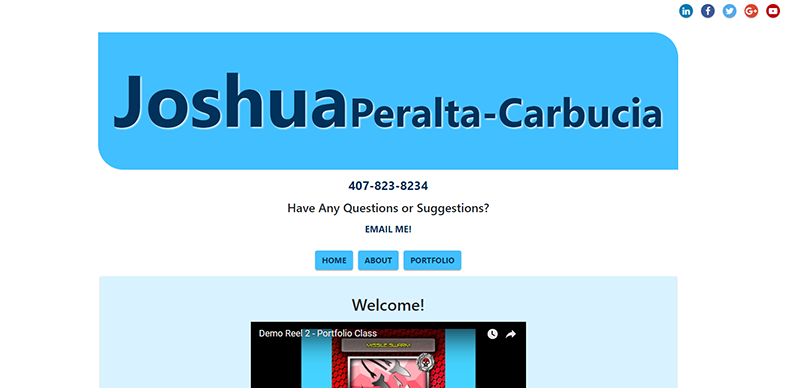 JoshuaPeralta-Carbucia
407-823-8234
Have Any Questions or Suggestions?
EMAIL ME!
HOME ABOUT PORTFOLIO
Welcome!
Demo Reel 2 - Portfolio Class
MISSILE SWARM